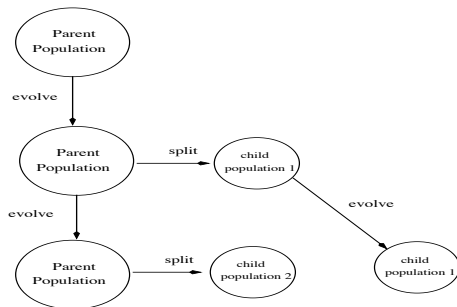 Parent
Population
evolve
Parent
Population
split
child
population 1
evolve
evolve
Parent
Population
split
child
population 2
child
population 1